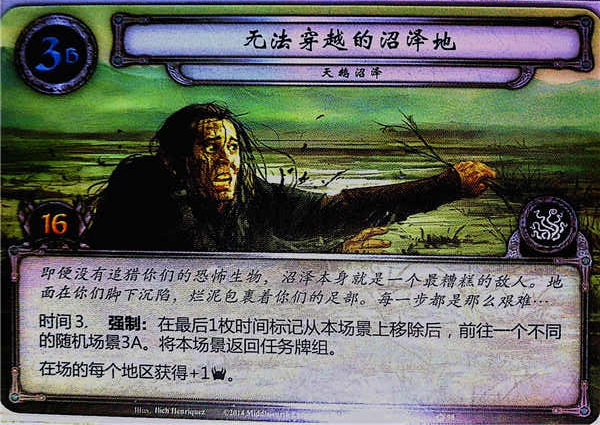 3B
无法穿越的沼泽地
天鹅沼泽
16
即便没有追猎你们的恐怖生物，沼泽本身就是一个最糟糕的敌人。地
面在你们脚下沉陷，烂泥包裹着你们的足部。每一步都是那么艰难…
时间 3.　强制：在最后1枚时间标记从本场景上移除后，前往一个不同
的随机场景3A。将本场景返回任务牌组。
在场的每个地区获得+1。
Illus. Ilich Henriquez ©2014 Middle-earth